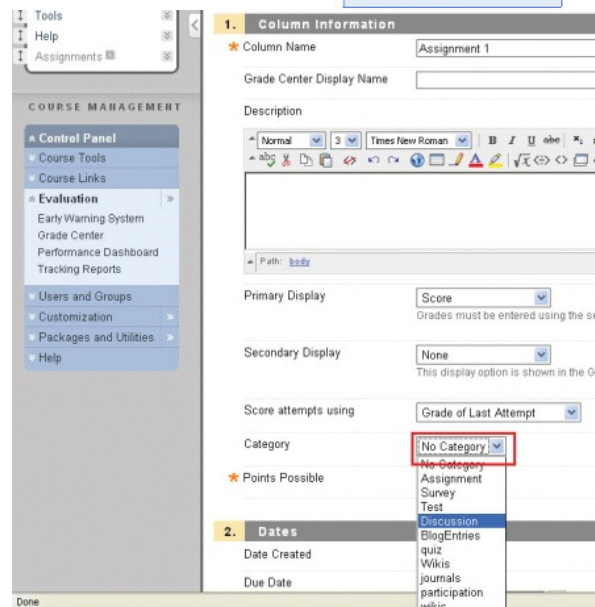 Tools
Help
Assignments
COURSE MANAGEMENT
Control Panel
Course Tools
Course Links
Evaluation
Early Warning System
Grade Center
Performance Dashboard
Tracking Reports
Users and Groups
Customization
Packages and Utilities
Help
1. Column Information
Column Name Assignment 1
Grade Center Display Name
Description
Normal 3 Times New Roman B I U abc
Path: body
Primary Display Score
Grades must be entered using the
Secondary Display None
This display option is shown in the
Score attempts using Grade of Last Attempt
Category No Category
No Category
Points Possible
Assignment
Survey
Test
Discussion
BlogEntries
quiz
Wikis
journals
participation
wikis
2. Dates
Date Created
Due Date
Done